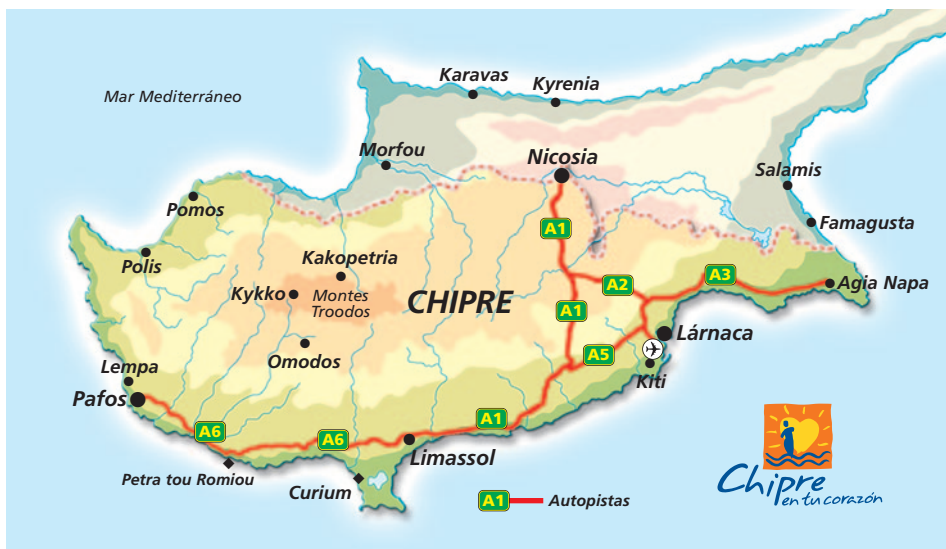 Mar Mediterráneo
Karavas
Kyrenia
Morfou
Nicosia
Salamis
Pomos
Famagusta
A1
Polis
Kakopetria
A2
A3
Agia Napa
Kykko
Montes
Troodos
CHIPRE
A1
Lárnaca
Omodos
A5
Lempa
Kiti
Pafos
A6
A6
A1
Limassol
Petra tou Romiou
Curium
A1
Autopistas
Chipre
en tu corazón